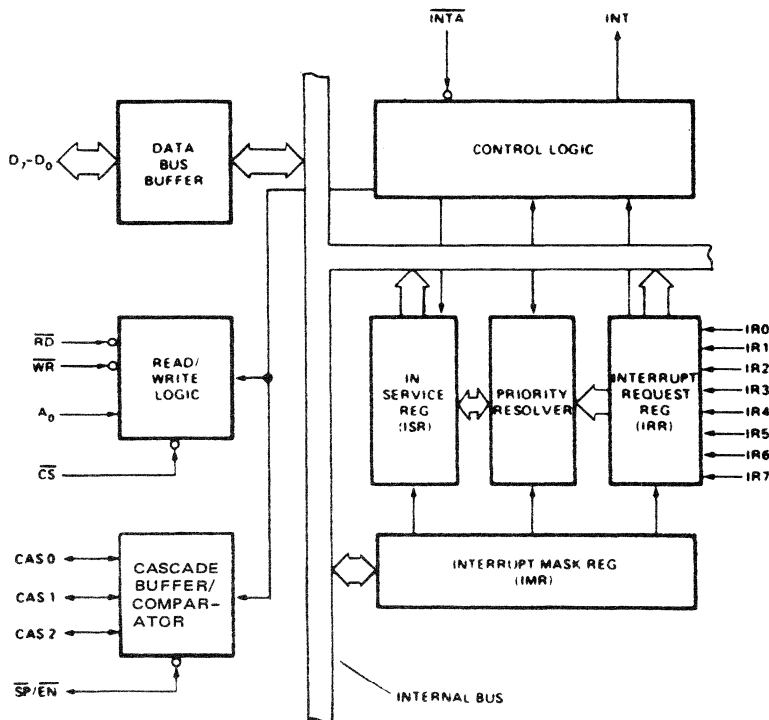 INTA
INT
DATA
BUS
BUFFER
D7-D0
CONTROL LOGIC
RD
WR
A0
CS
READ/
WRITE
LOGIC
IN
SERVICE
REG
(ISR)
PRIORITY
RESOLVER
INTERRUPT
REQUEST
REG
(IRR)
IR0
IR1
IR2
IR3
IR4
IR5
IR6
IR7
CAS 0
CAS 1
CAS 2
SP/EN
CASCADE
BUFFER/
COMPAR-
ATOR
INTERRUPT MASK REG
(IMR)
INTERNAL BUS